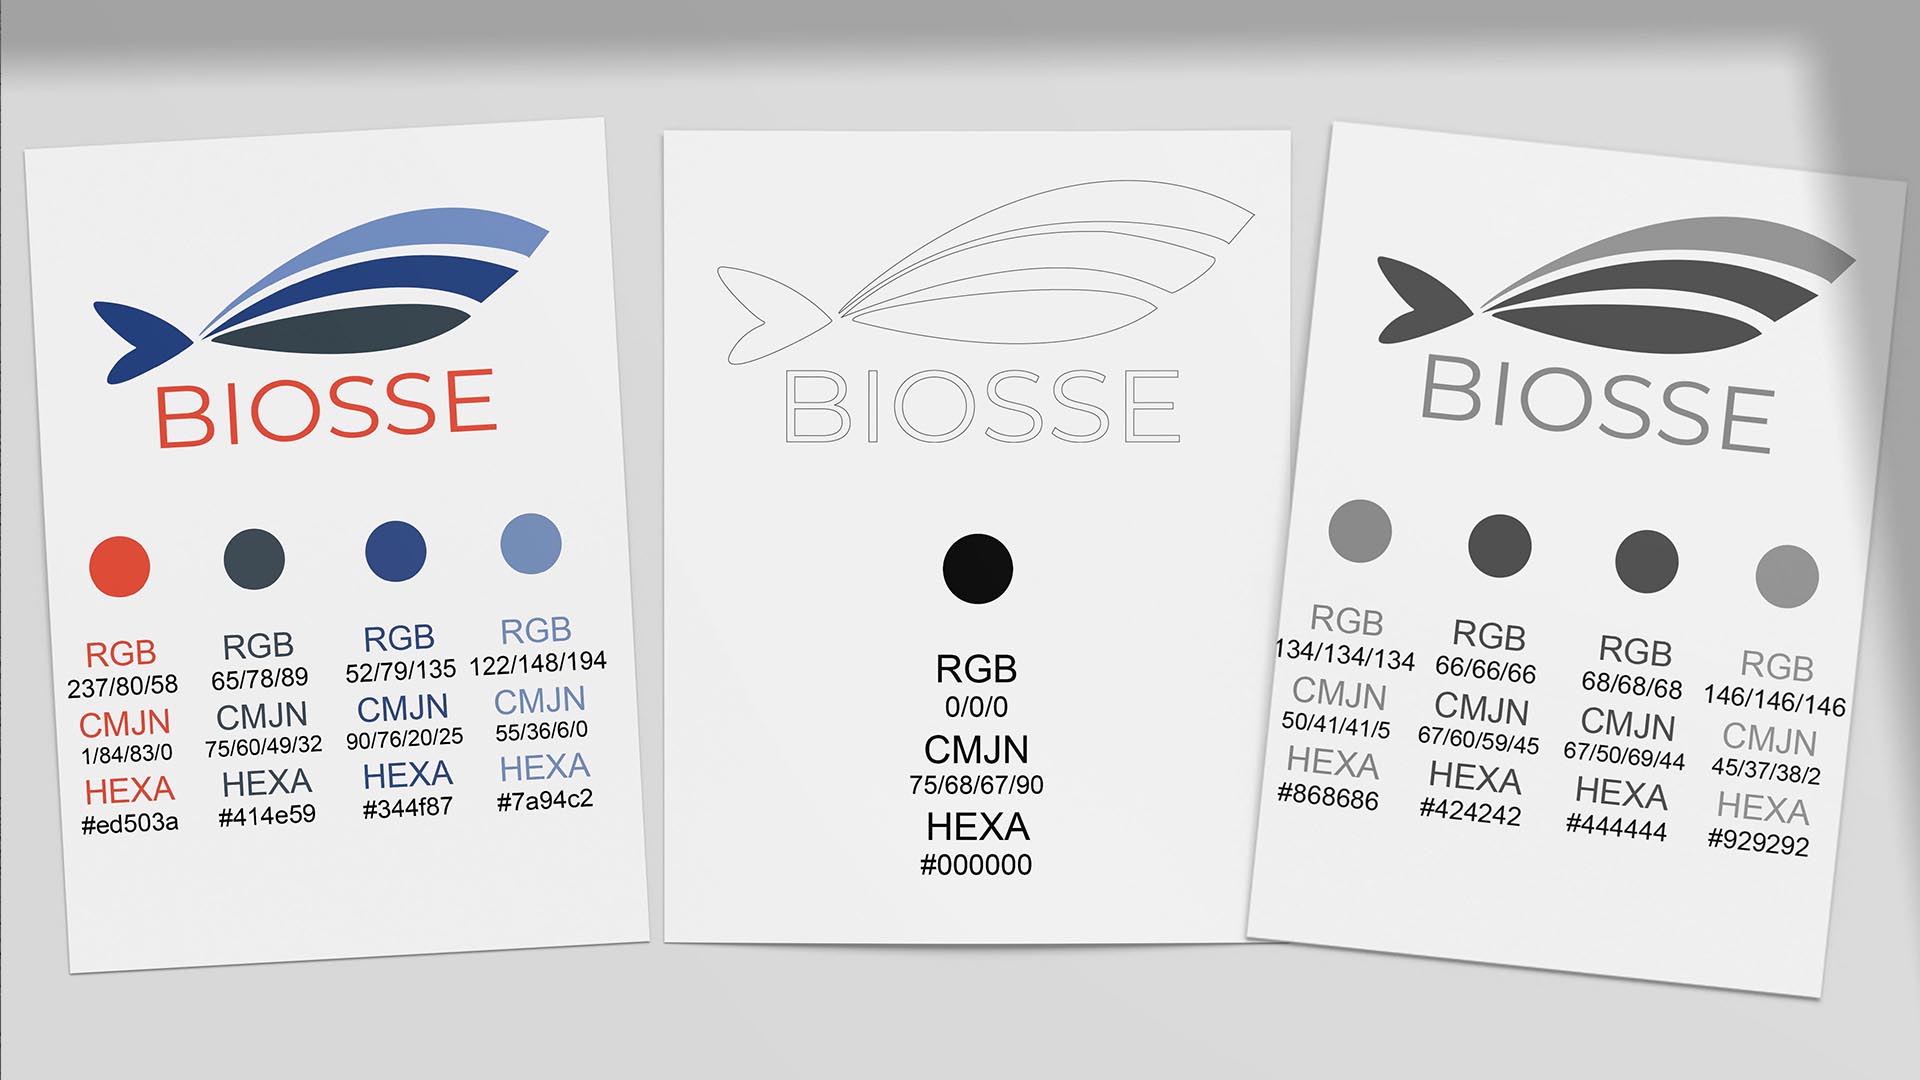 BIOSSE
RGB
237/80/58
CMJN
1/84/83/0
HEXA
#ed503a
RGB
65/78/89
CMJN
75/60/49/32
HEXA
#414e59
RGB
52/79/135
CMJN
90/76/20/25
HEXA
#344f87
RGB
122/148/194
CMJN
55/36/6/0
HEXA
#7a94c2
BIOSSE
RGB
0/0/0
CMJN
75/68/67/90
HEXA
#000000
BIOSSE
RGB
134/134/134
CMJN
50/41/41/5
HEXA
#868686
RGB
66/66/66
CMJN
67/60/59/45
HEXA
#424242
RGB
68/68/68
CMJN
67/50/69/44
HEXA
#444444
RGB
146/146/146
CMJN
45/37/38/2
HEXA
#929292